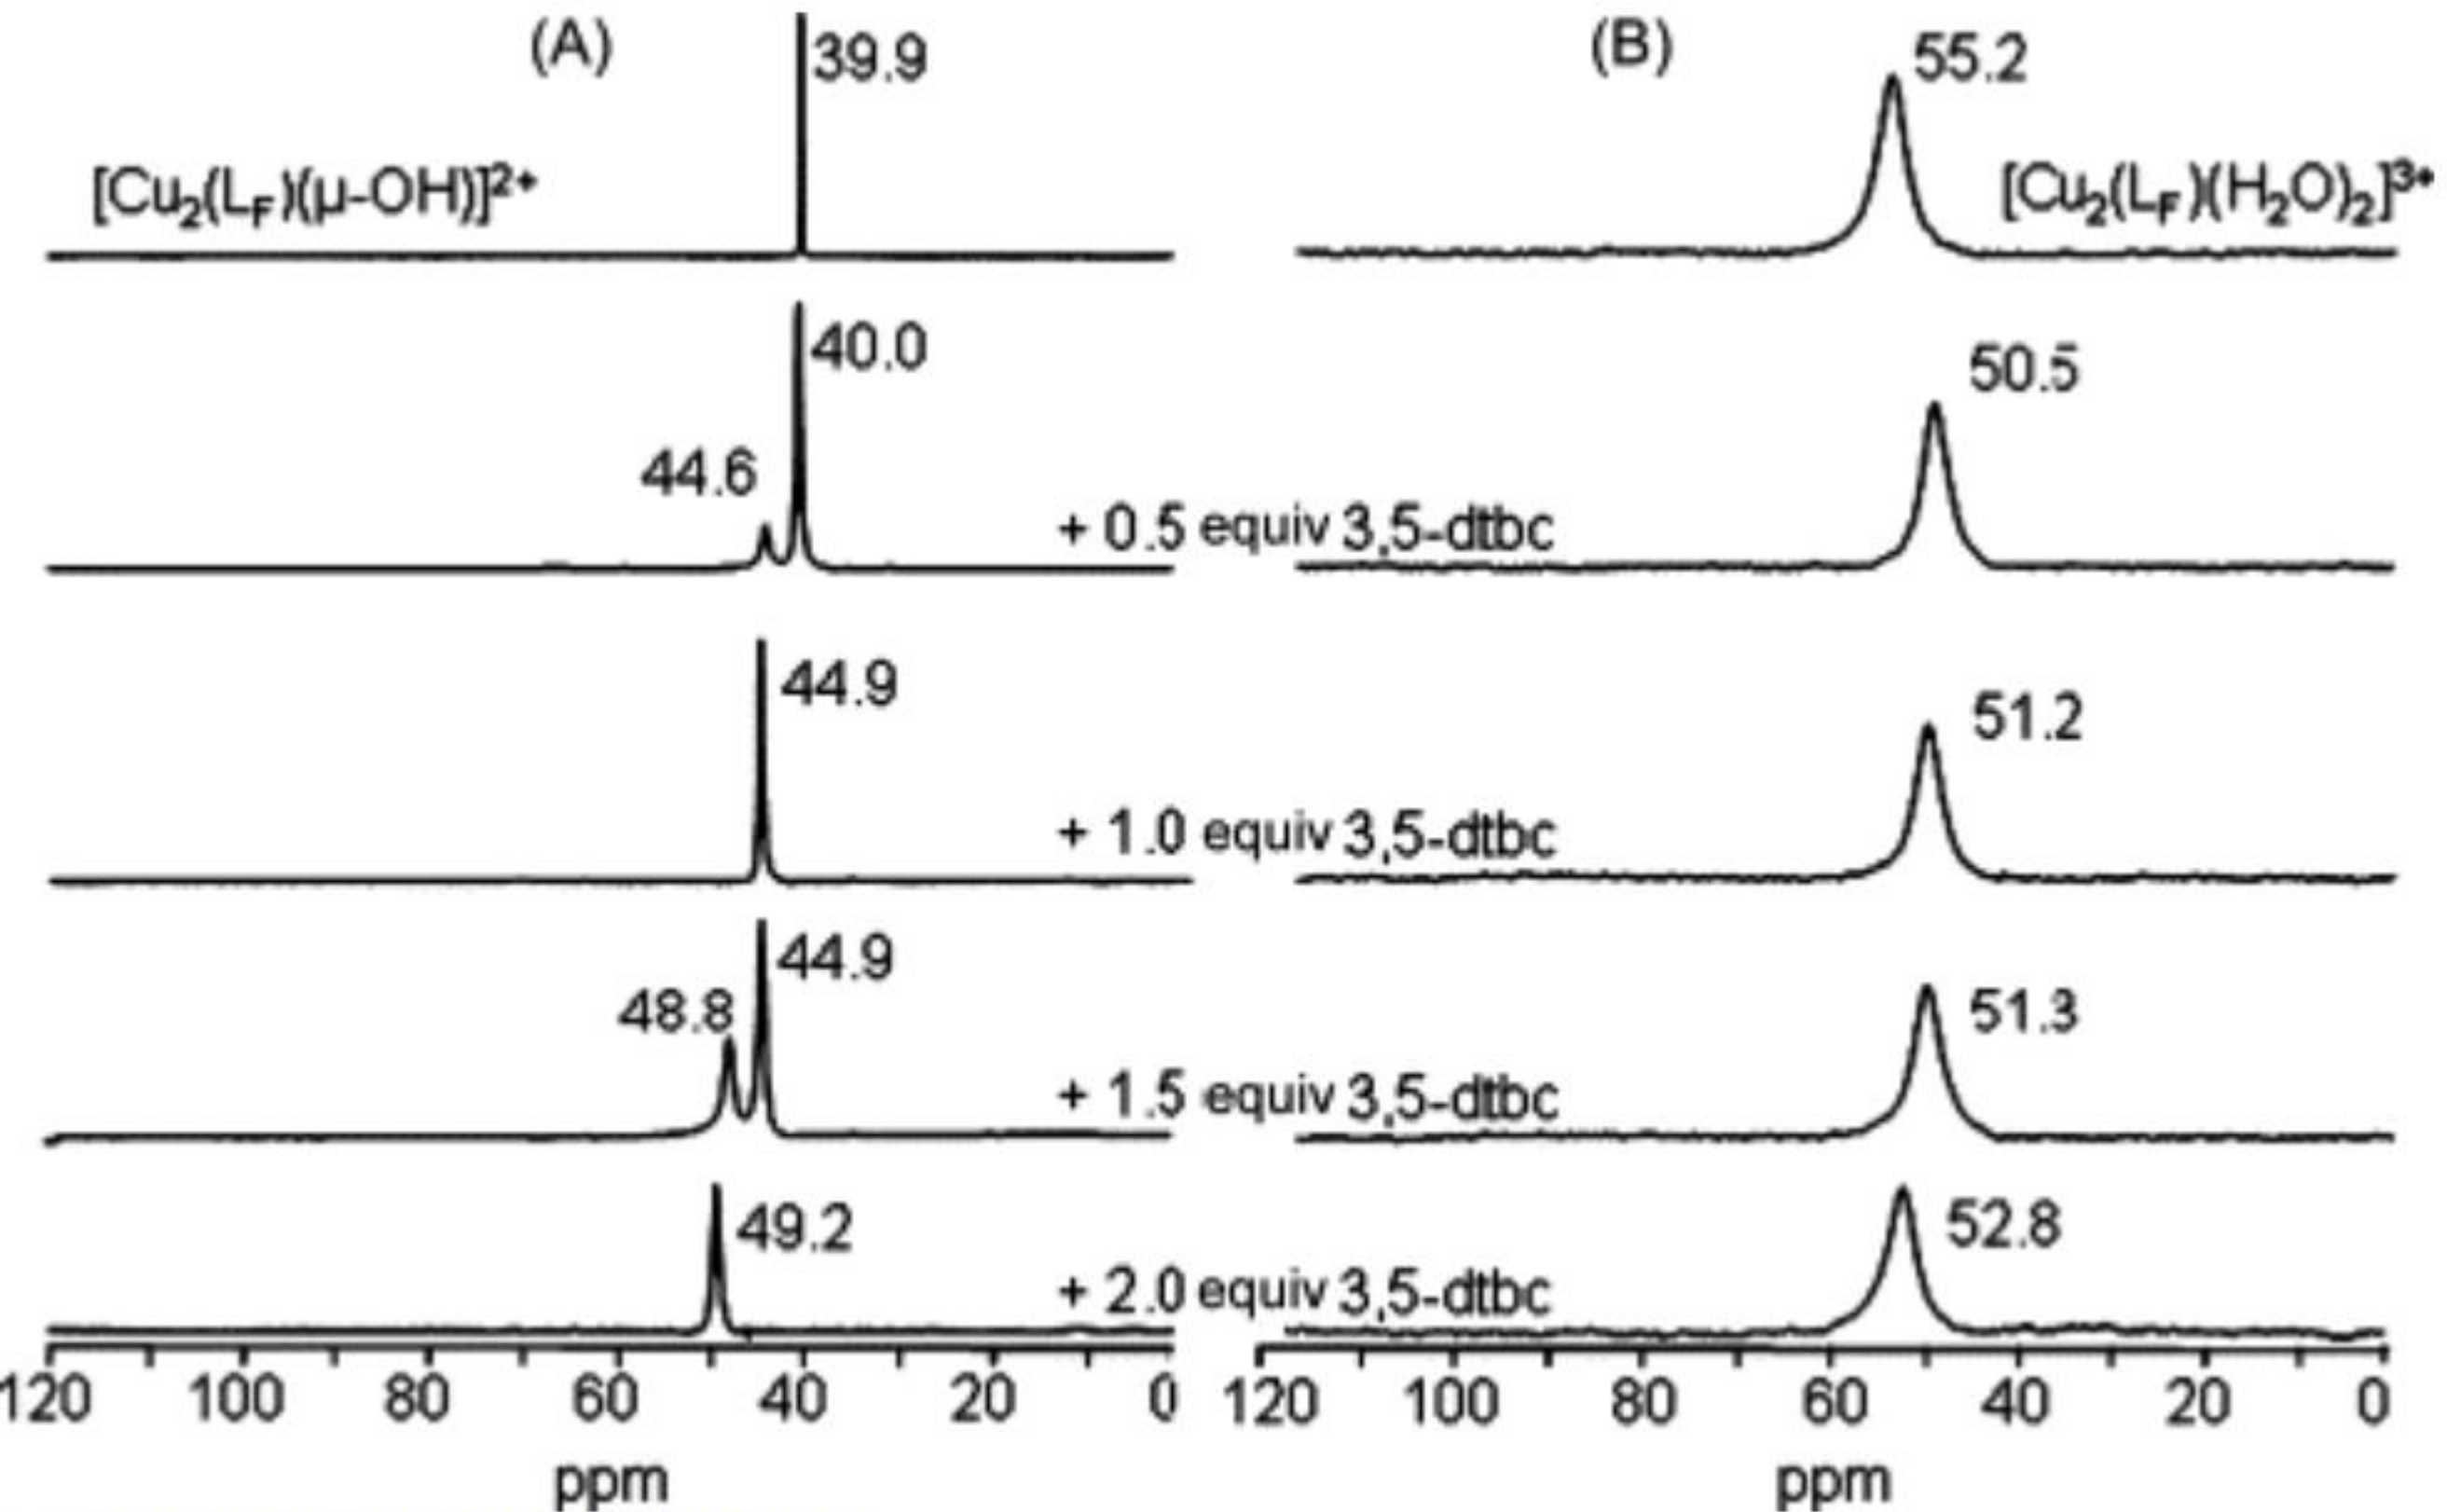 (A)
39.9
[Cu₂(L_F)(μ-OH)]²⁺
(B)
55.2
[Cu₂(L_F)(H₂O)₂]³⁺
40.0
44.6
50.5
+ 0.5 equiv 3,5-dtbc
44.9
51.2
+ 1.0 equiv 3,5-dtbc
44.9
48.8
51.3
+ 1.5 equiv 3,5-dtbc
49.2
52.8
+ 2.0 equiv 3,5-dtbc
120 100 80 60 40 20 0
120 100 80 60 40 20 0
ppm
ppm